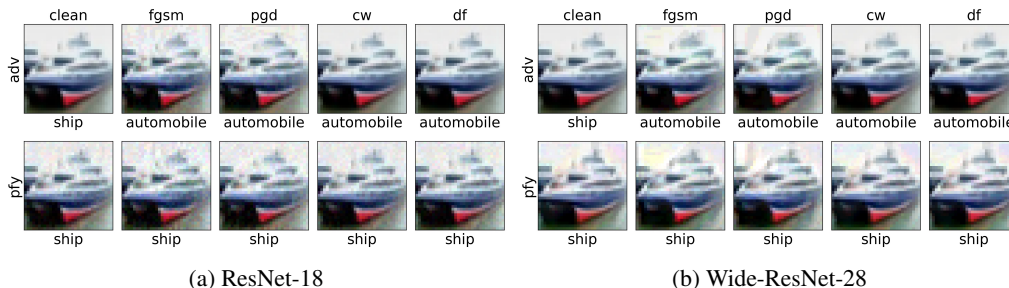 clean fgsm pgd cw df clean fgsm pgd cw df
adv adv
ship automobile automobile automobile automobile ship automobile automobile automobile automobile
pfy pfy
ship ship ship ship ship ship ship ship ship ship
(a) ResNet-18 (b) Wide-ResNet-28